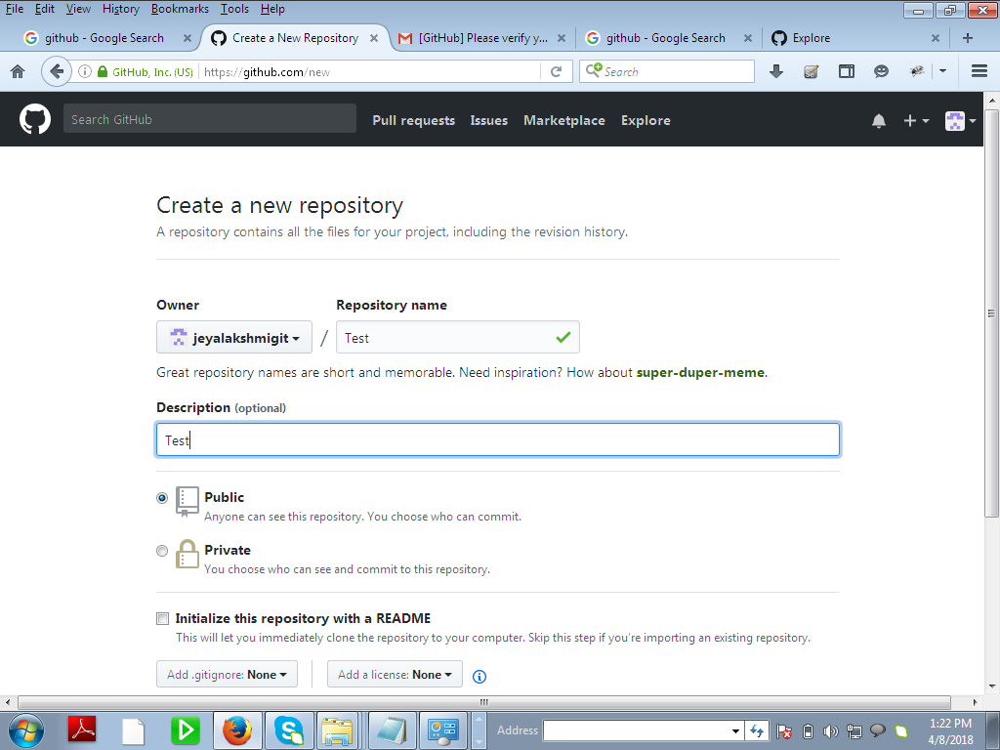 File Edit View History Bookmarks Tools Help
github - Google Search
Create a New Repository
[GitHub] Please verify y...
github - Google Search
Explore
GitHub, Inc. (US) https://github.com/new
Search
Search GitHub
Pull requests Issues Marketplace Explore
Create a new repository
A repository contains all the files for your project, including the revision history.
Owner
Repository name
jeyalakshmigit / Test
Great repository names are short and memorable. Need inspiration? How about super-duper-meme.
Description (optional)
Test
Public
Anyone can see this repository. You choose who can commit.
Private
You choose who can see and commit to this repository.
Initialize this repository with a README
This will let you immediately clone the repository to your computer. Skip this step if you're importing an existing repository.
Add .gitignore: None
Add a license: None
Address
1:22 PM
4/8/2018